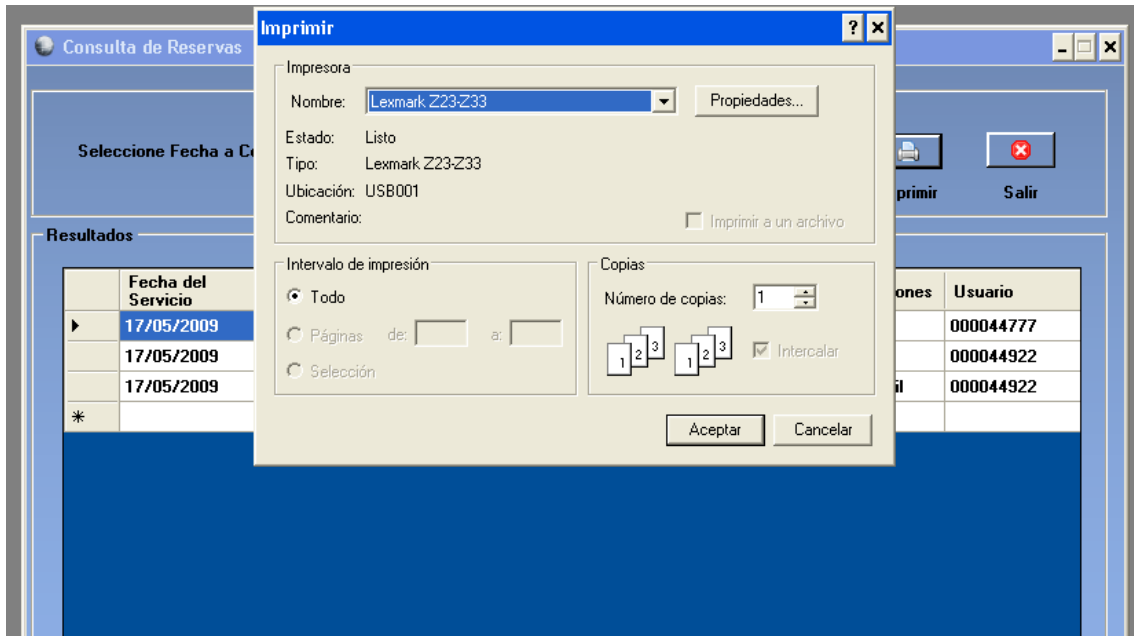 Imprimir
Consulta de Reservas
Impresora
Nombre: Lexmark Z23-Z33 Propiedades...
Estado: Listo
Seleccione Fecha a
Tipo: Lexmark Z23-Z33
Ubicación: USB001
primir Salir
Comentario: Imprimir a un archivo
Resultados
Intervalo de impresión Copias
Fecha del Servicio ones Usuario
Todo Número de copias: 1
17/05/2009 000044777
Páginas de: a: 1 2 3 1 2 3 Intercalar
17/05/2009 000044922
Selección
17/05/2009 il 000044922
Aceptar Cancelar